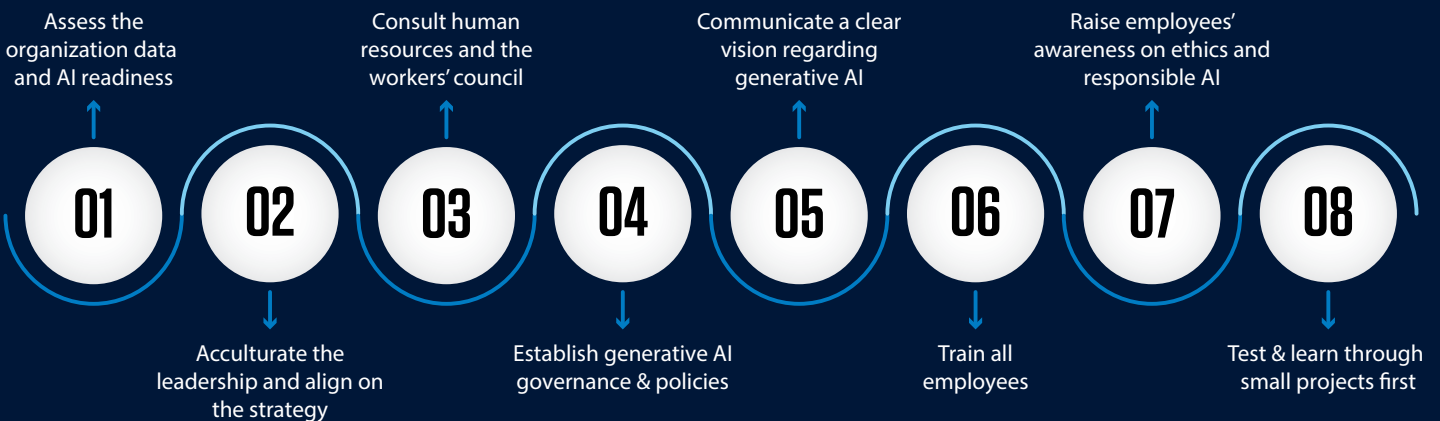 Assess the
organization data
and AI readiness
Consult human
resources and the
workers’ council
Communicate a clear
vision regarding
generative AI
Raise employees’
awareness on ethics and
responsible AI
01
02
03
04
05
06
07
08
Acculturate the
leadership and align on
the strategy
Establish generative AI
governance & policies
Train all
employees
Test & learn through
small projects first